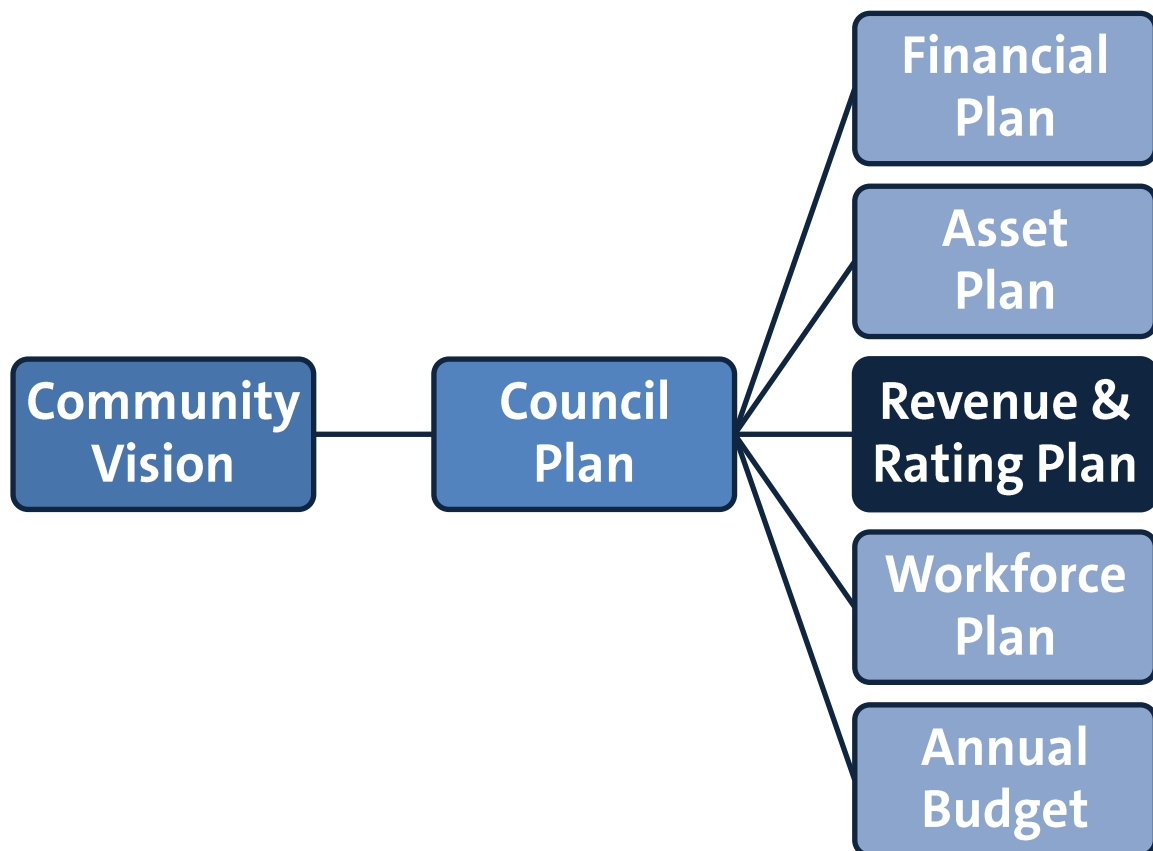 Financial
Plan
Asset
Plan
Community
Vision
Council
Plan
Revenue &
Rating Plan
Workforce
Plan
Annual
Budget